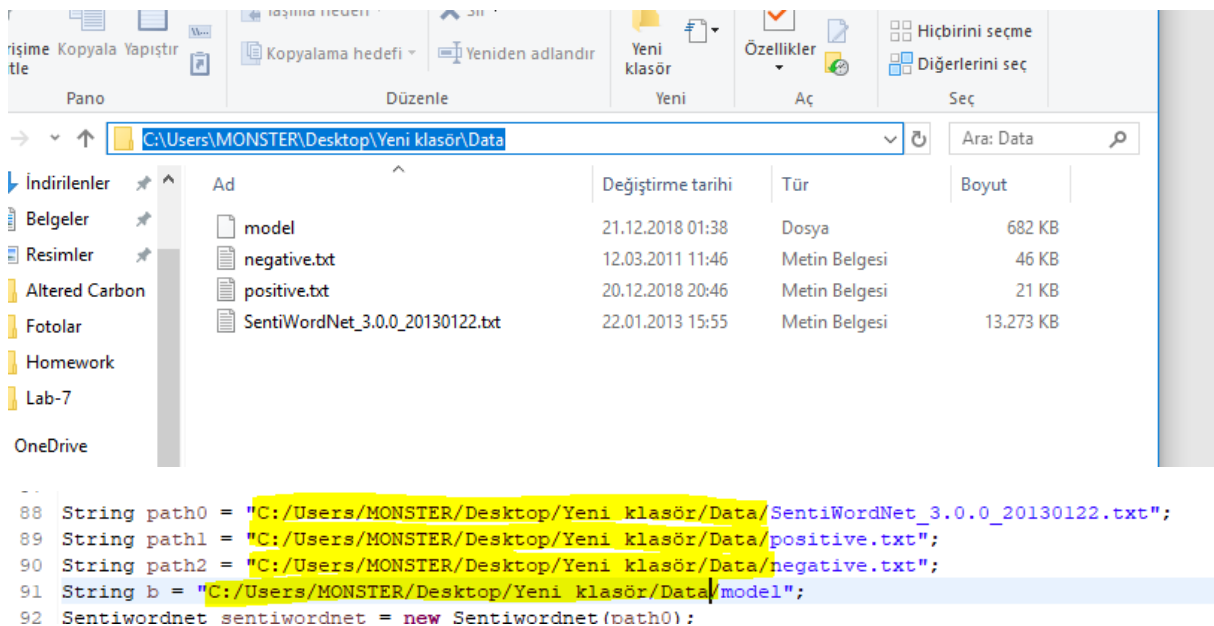 Kopyala Yapıştır
Pano
Kopyalama hedefi
Yeniden adlandır
Düzenle
Yeni
klasör
Yeni
Özellikler
Aç
Hiçbirini seçme
Diğerlerini seç
Seç
C:\Users\MONSTER\Desktop\Yeni klasör\Data
Ara: Data
İndirilenler
Belgeler
Resimler
Altered Carbon
Fotolar
Homework
Lab-7
OneDrive
Ad Değiştirme tarihi Tür Boyut
model 21.12.2018 01:38 Dosya 682 KB
negative.txt 12.03.2011 11:46 Metin Belgesi 46 KB
positive.txt 20.12.2018 20:46 Metin Belgesi 21 KB
SentiWordNet_3.0.0_20130122.txt 22.01.2013 15:55 Metin Belgesi 13.273 KB
88 String path0 = "C:/Users/MONSTER/Desktop/Yeni klasör/Data/SentiWordNet_3.0.0_20130122.txt";
89 String path1 = "C:/Users/MONSTER/Desktop/Yeni klasör/Data/positive.txt";
90 String path2 = "C:/Users/MONSTER/Desktop/Yeni klasör/Data/negative.txt";
91 String b = "C:/Users/MONSTER/Desktop/Yeni klasör/Data/model";
92 Sentiwordnet sentiwordnet = new Sentiwordnet(path0);